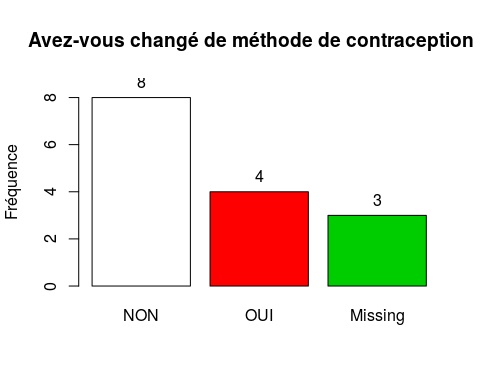 Avez-vous changé de méthode de contraception
Fréquence
8
6
4
2
0
8
4
3
NON
OUI
Missing